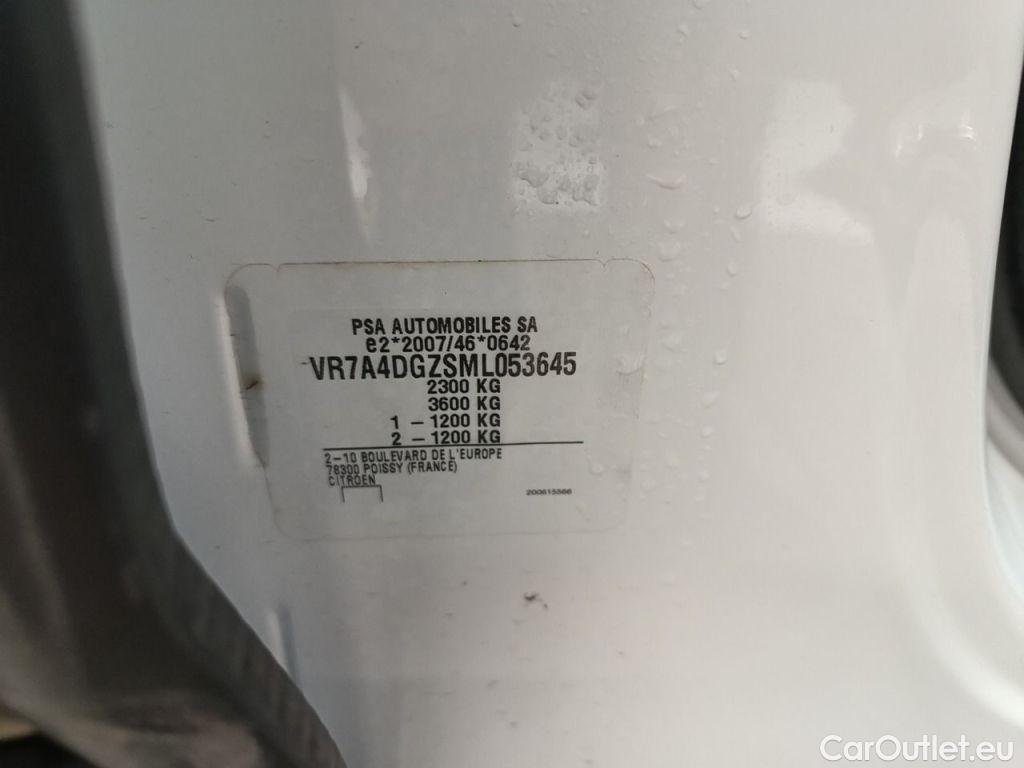 PSA AUTOMOBILES SA
e2*2007/46*0642
VR7A4DGZSML053645
2300 KG
3600 KG
1 - 1200 KG
2 - 1200 KG
2-10 BOULEVARD DE L'EUROPE
78300 POISSY (FRANCE)
CITROEN
200615566
CarOutlet.eu